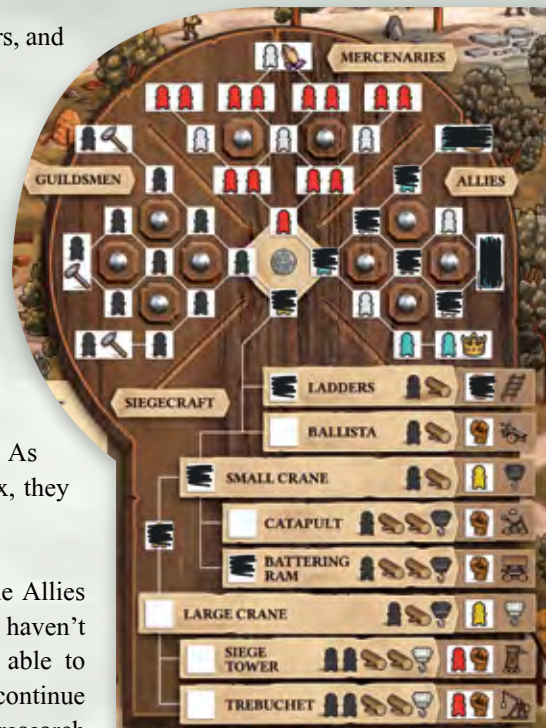 rs, and
MERCENARIES
GUILDSMEN
ALLIES
SIEGECRAFT
LADDERS
BALLISTA
SMALL CRANE
CATAPULT
BATTERING
RAM
LARGE CRANE
SIEGE
TOWER
TREBUCHET
As
x, they
e Allies
haven't
able to
continue
research